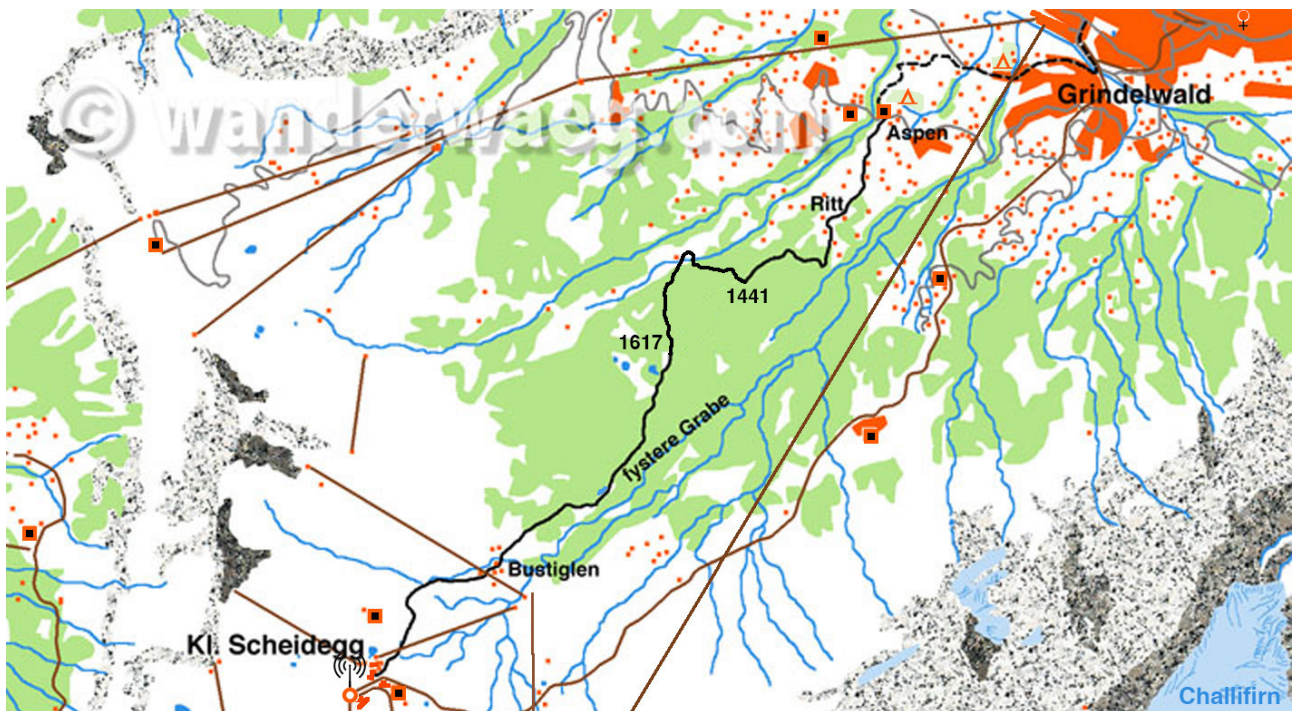 © wanderwaeg.com
Grindelwald
Aspen
Ritt
1441
1617
fystere Grabe
Bustiglen
Kl. Scheidegg
Challifirn